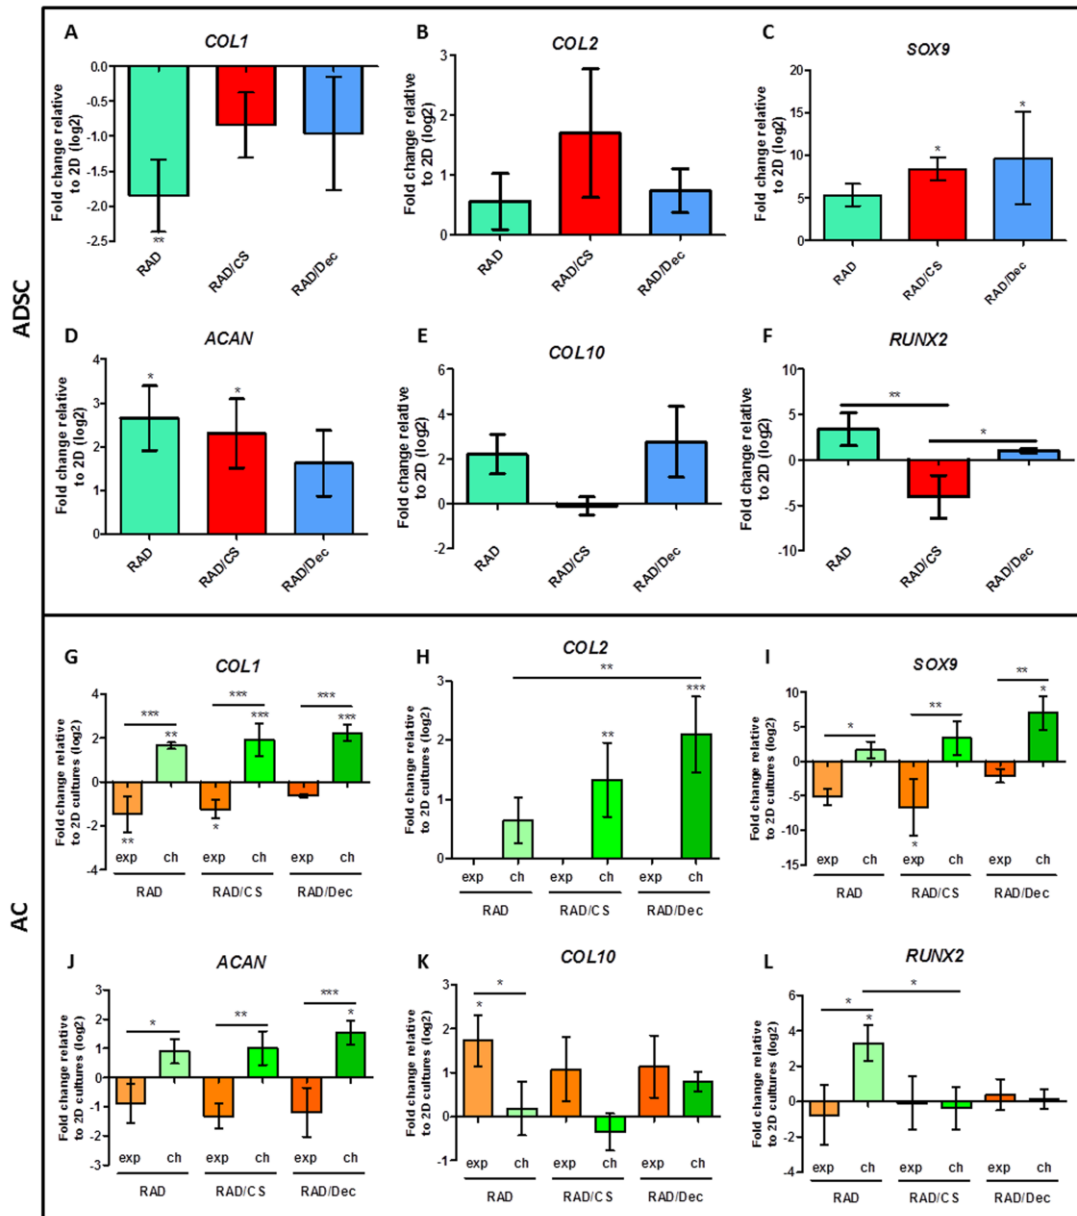 ADSC
A
COL1
Fold change relative
to 2D (log2)
0.0
-0.5
-1.0
-1.5
-2.0
-2.5
**
RAD
RAD/CS
RAD/Dec
B
COL2
Fold change relative
to 2D (log2)
3
2
1
0
RAD
RAD/CS
RAD/Dec
C
SOX9
Fold change relative
to 2D (log2)
20
15
10
5
0
*
*
RAD
RAD/CS
RAD/Dec
D
ACAN
Fold change relative
to 2D (log2)
4
3
2
1
0
*
*
RAD
RAD/CS
RAD/Dec
E
COL10
Fold change relative
to 2D (log2)
6
4
2
0
-2
RAD
RAD/CS
RAD/Dec
F
RUNX2
Fold change relative
to 2D (log2)
10
5
0
-5
-10
**
*
RAD
RAD/CS
RAD/Dec
AC
G
COL1
Fold change relative
to 2D cultures (log2)
4
2
0
-2
-4
*** *** ***
** *** ***
**
*
exp ch exp ch exp ch
RAD RAD/CS RAD/Dec
H
COL2
Fold change relative
to 2D cultures (log2)
3
2
1
0
**
** ***
exp ch exp ch exp ch
RAD RAD/CS RAD/Dec
I
SOX9
Fold change relative
to 2D cultures (log2)
10
5
0
-5
-10
-15
* ** **
*
*
exp ch exp ch exp ch
RAD RAD/CS RAD/Dec
J
ACAN
Fold change relative
to 2D cultures (log2)
3
2
1
0
-1
-2
-3
* ** ***
*
exp ch exp ch exp ch
RAD RAD/CS RAD/Dec
K
COL10
Fold change relative
to 2D cultures (log2)
3
2
1
0
-1
*
*
exp ch exp ch exp ch
RAD RAD/CS RAD/Dec
L
RUNX2
Fold change relative
to 2D cultures (log2)
6
4
2
0
-2
-4
* *
*
exp ch exp ch exp ch
RAD RAD/CS RAD/Dec